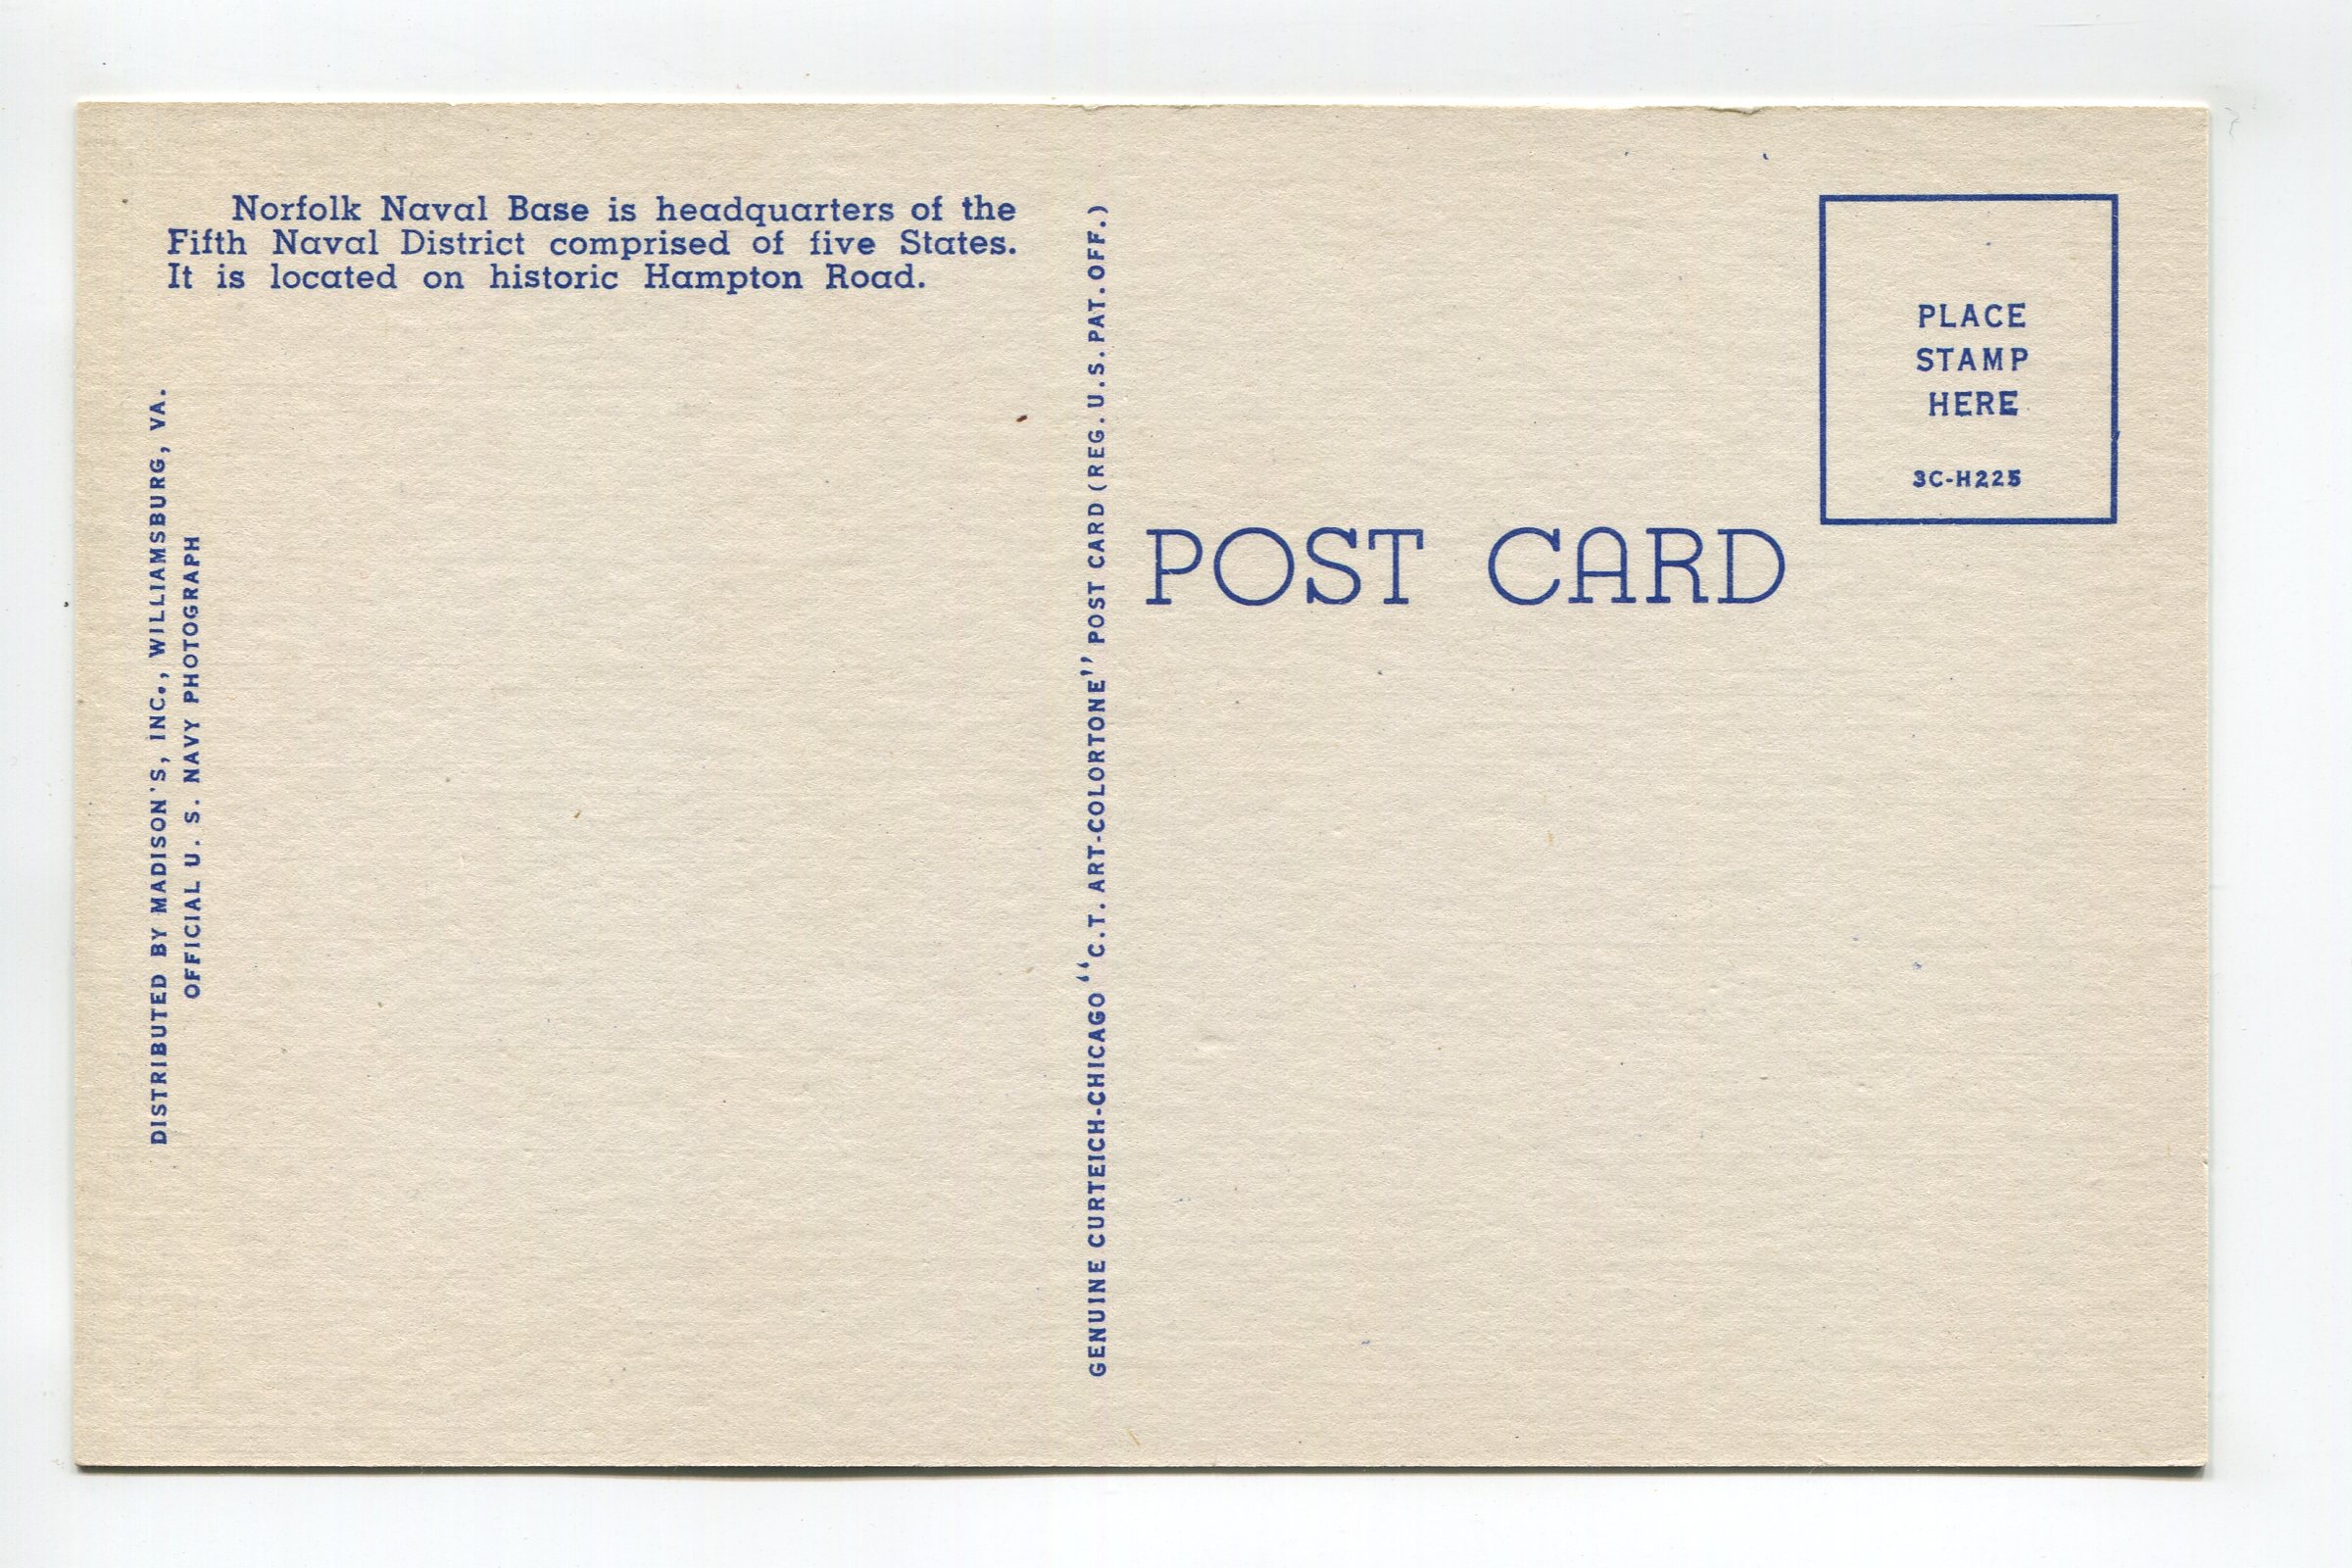 Norfolk Naval Base is headquarters of the
Fifth Naval District comprised of five States.
It is located on historic Hampton Road.
DISTRIBUTED BY MADISON'S, INC., WILLIAMSBURG, VA.
OFFICIAL U. S. NAVY PHOTOGRAPH
GENUINE CURTEICH-CHICAGO "C.T. ART-COLORTONE" POST CARD (REG. U.S. PAT. OFF.)
POST CARD
PLACE
STAMP
HERE
3C-H225